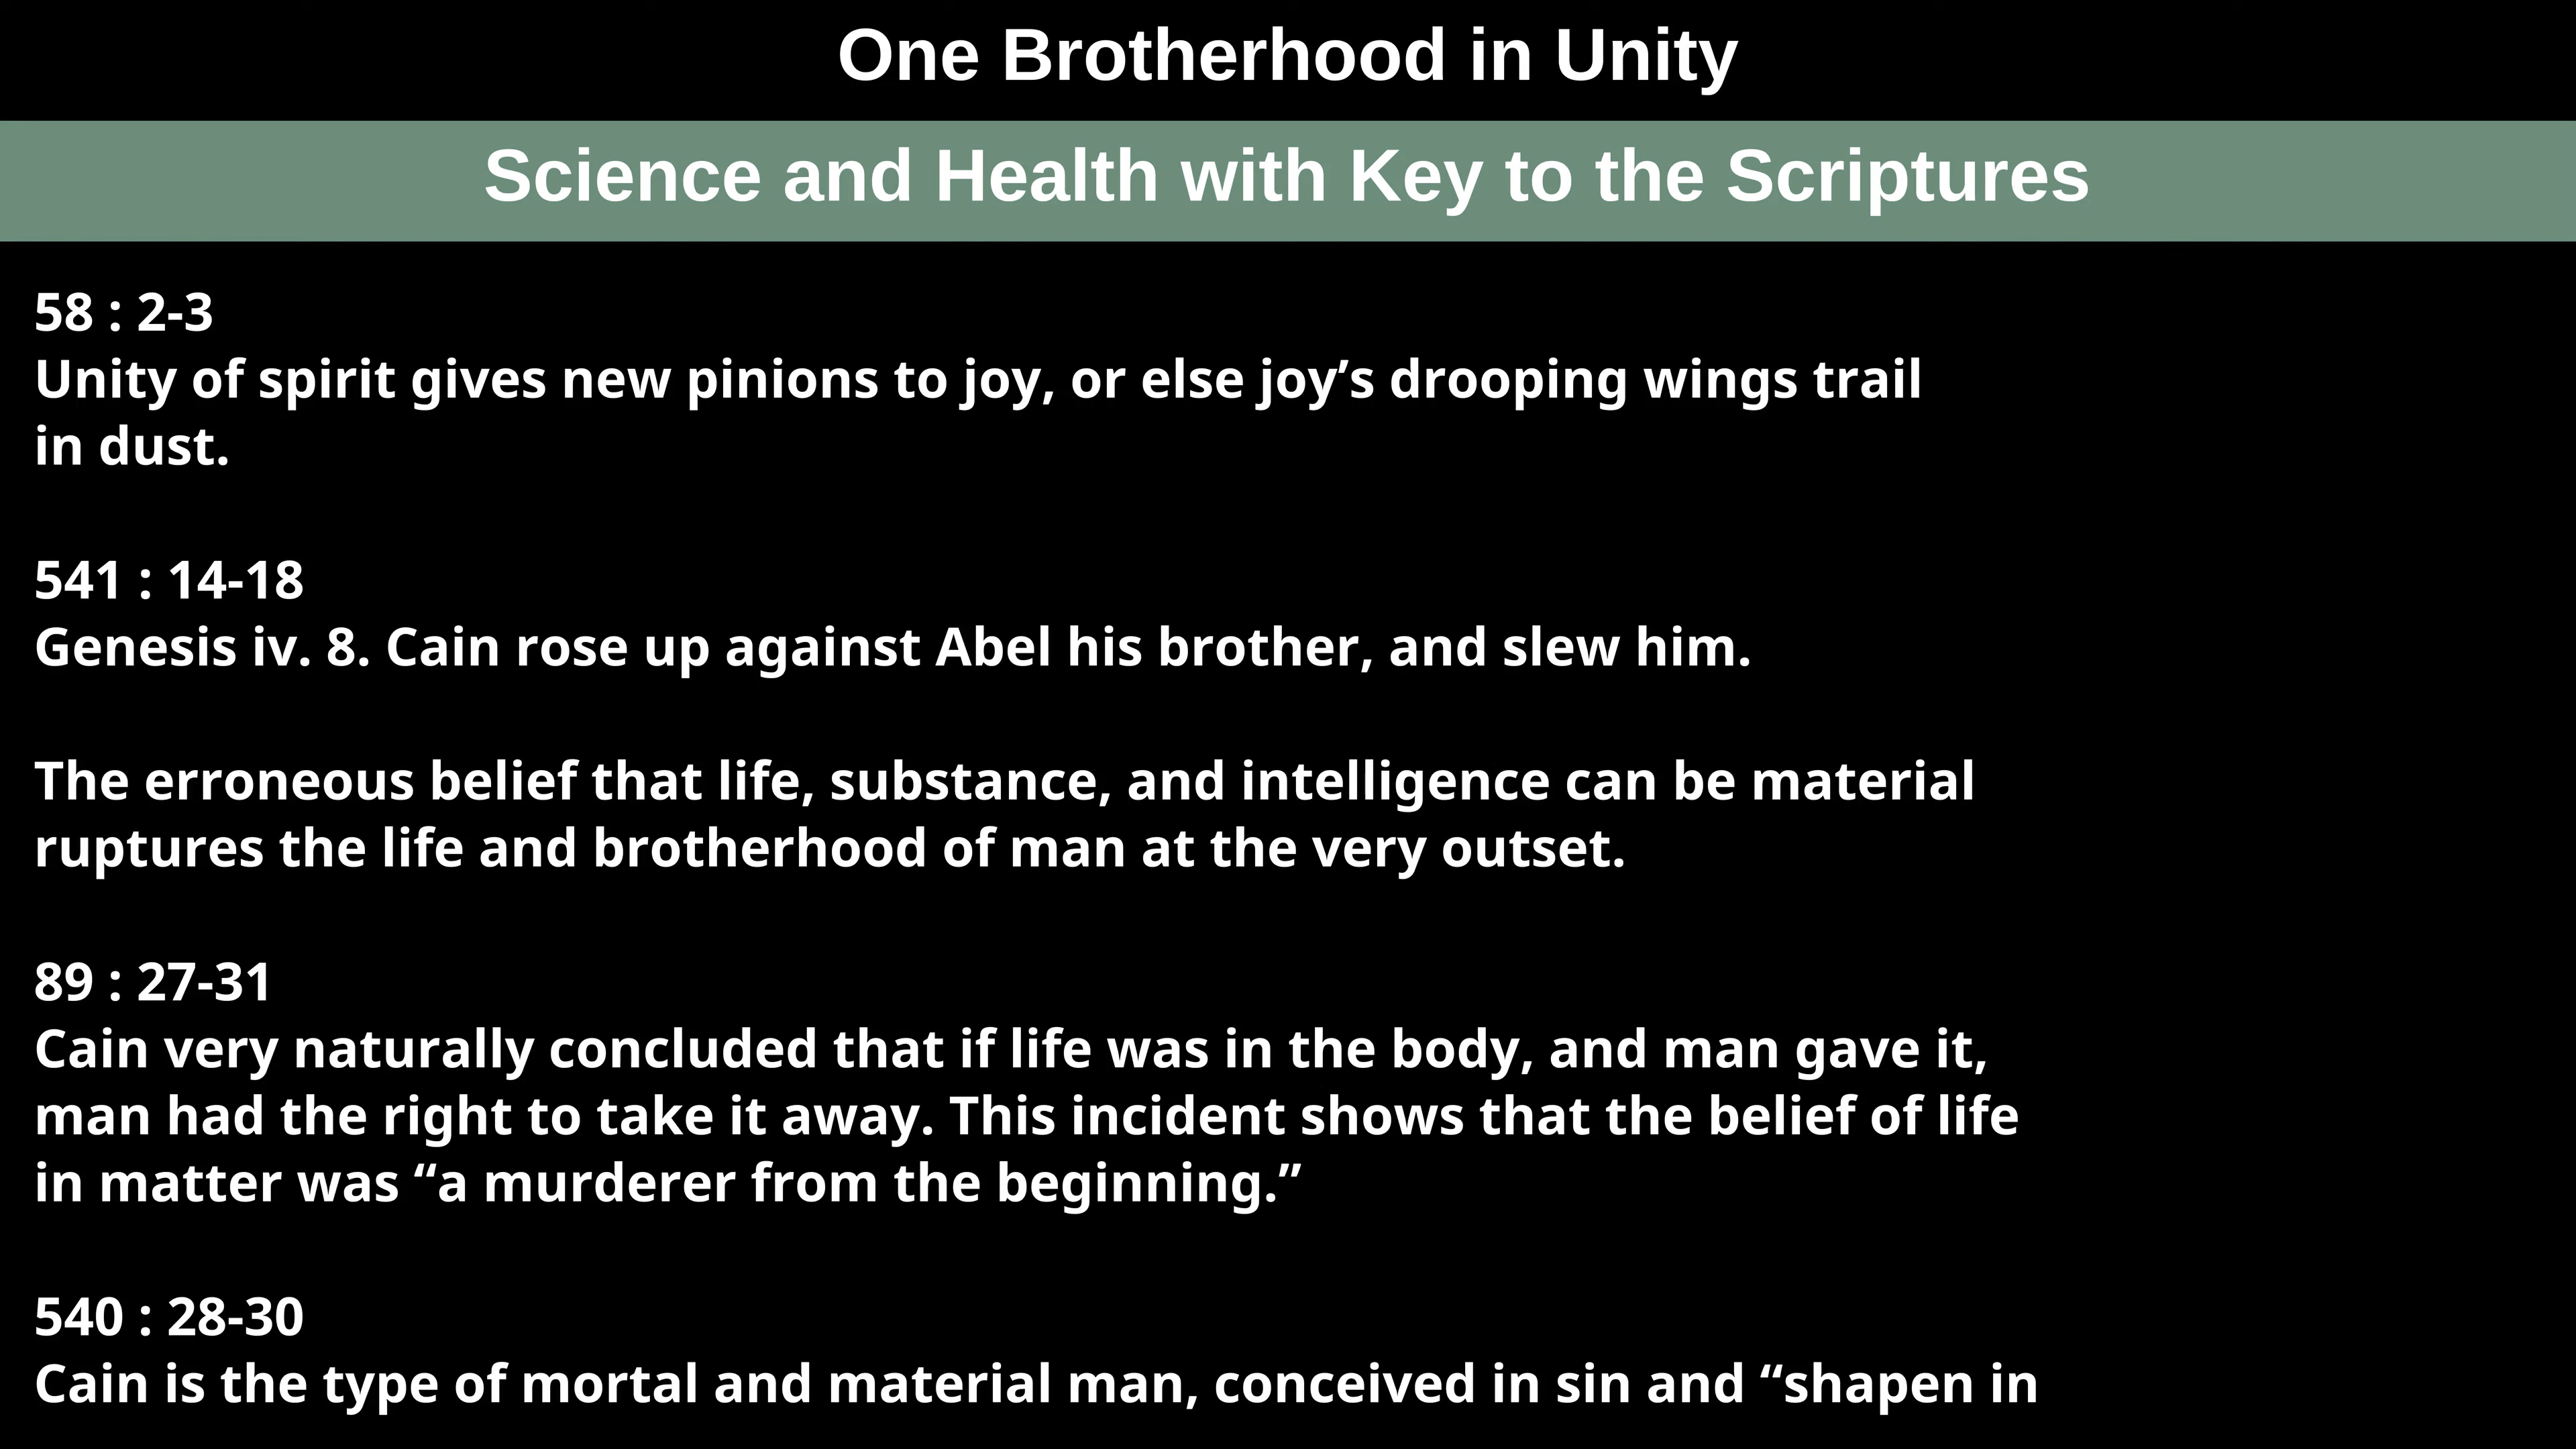 One Brotherhood in Unity
Science and Health with Key to the Scriptures
58 : 2-3
Unity of spirit gives new pinions to joy, or else joy’s drooping wings trail
in dust.
541 : 14-18
Genesis iv. 8. Cain rose up against Abel his brother, and slew him.
The erroneous belief that life, substance, and intelligence can be material
ruptures the life and brotherhood of man at the very outset.
89 : 27-31
Cain very naturally concluded that if life was in the body, and man gave it,
man had the right to take it away. This incident shows that the belief of life
in matter was “a murderer from the beginning.”
540 : 28-30
Cain is the type of mortal and material man, conceived in sin and “shapen in